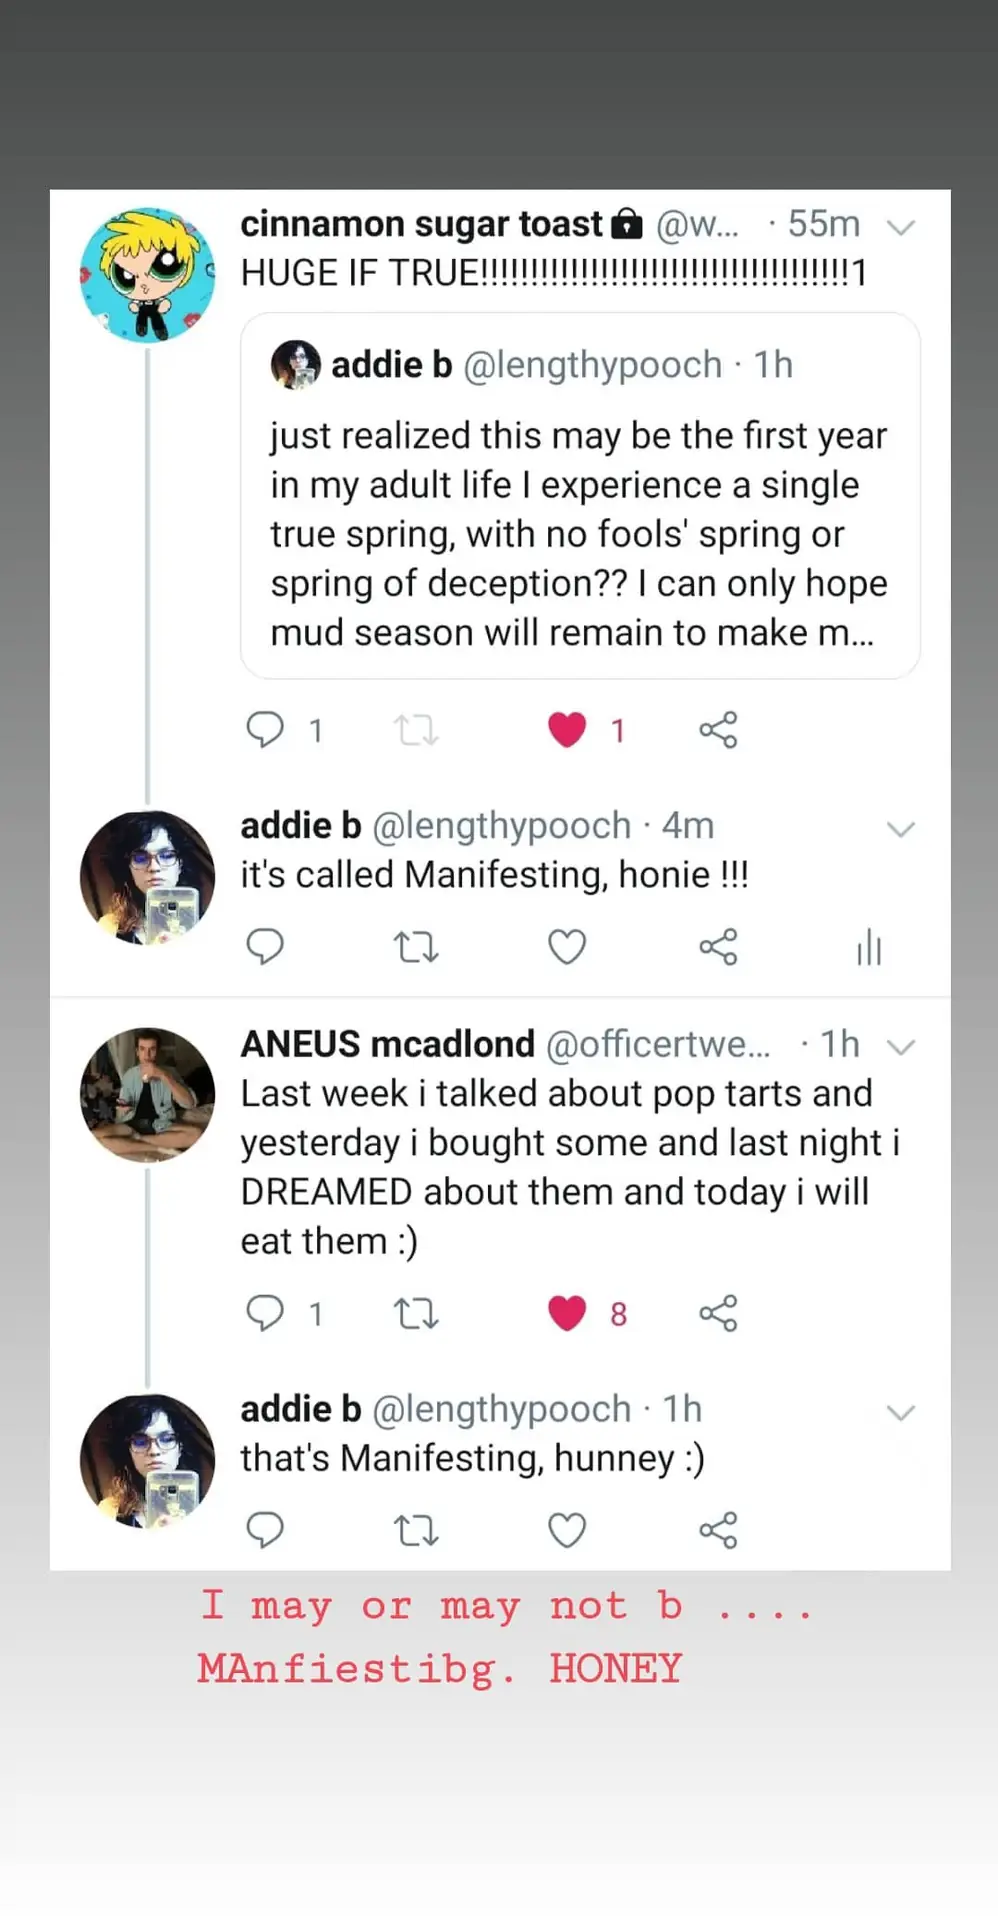 cinnamon sugar toast @w... · 55m
HUGE IF TRUE!!!!!!!!!!!!!!!!!!!!!!!!!!!!!!!!!!!!!1
addie b @lengthypooch · 1h
just realized this may be the first year
in my adult life I experience a single
true spring, with no fools' spring or
spring of deception?? I can only hope
mud season will remain to make m...
1 1
addie b @lengthypooch · 4m
it's called Manifesting, honie !!!
ANEUS mcadlond @officertwe... · 1h
Last week i talked about pop tarts and
yesterday i bought some and last night i
DREAMED about them and today i will
eat them :)
1 8
addie b @lengthypooch · 1h
that's Manifesting, hunney :)
I may or may not b ....
MAnfiestibg. HONEY